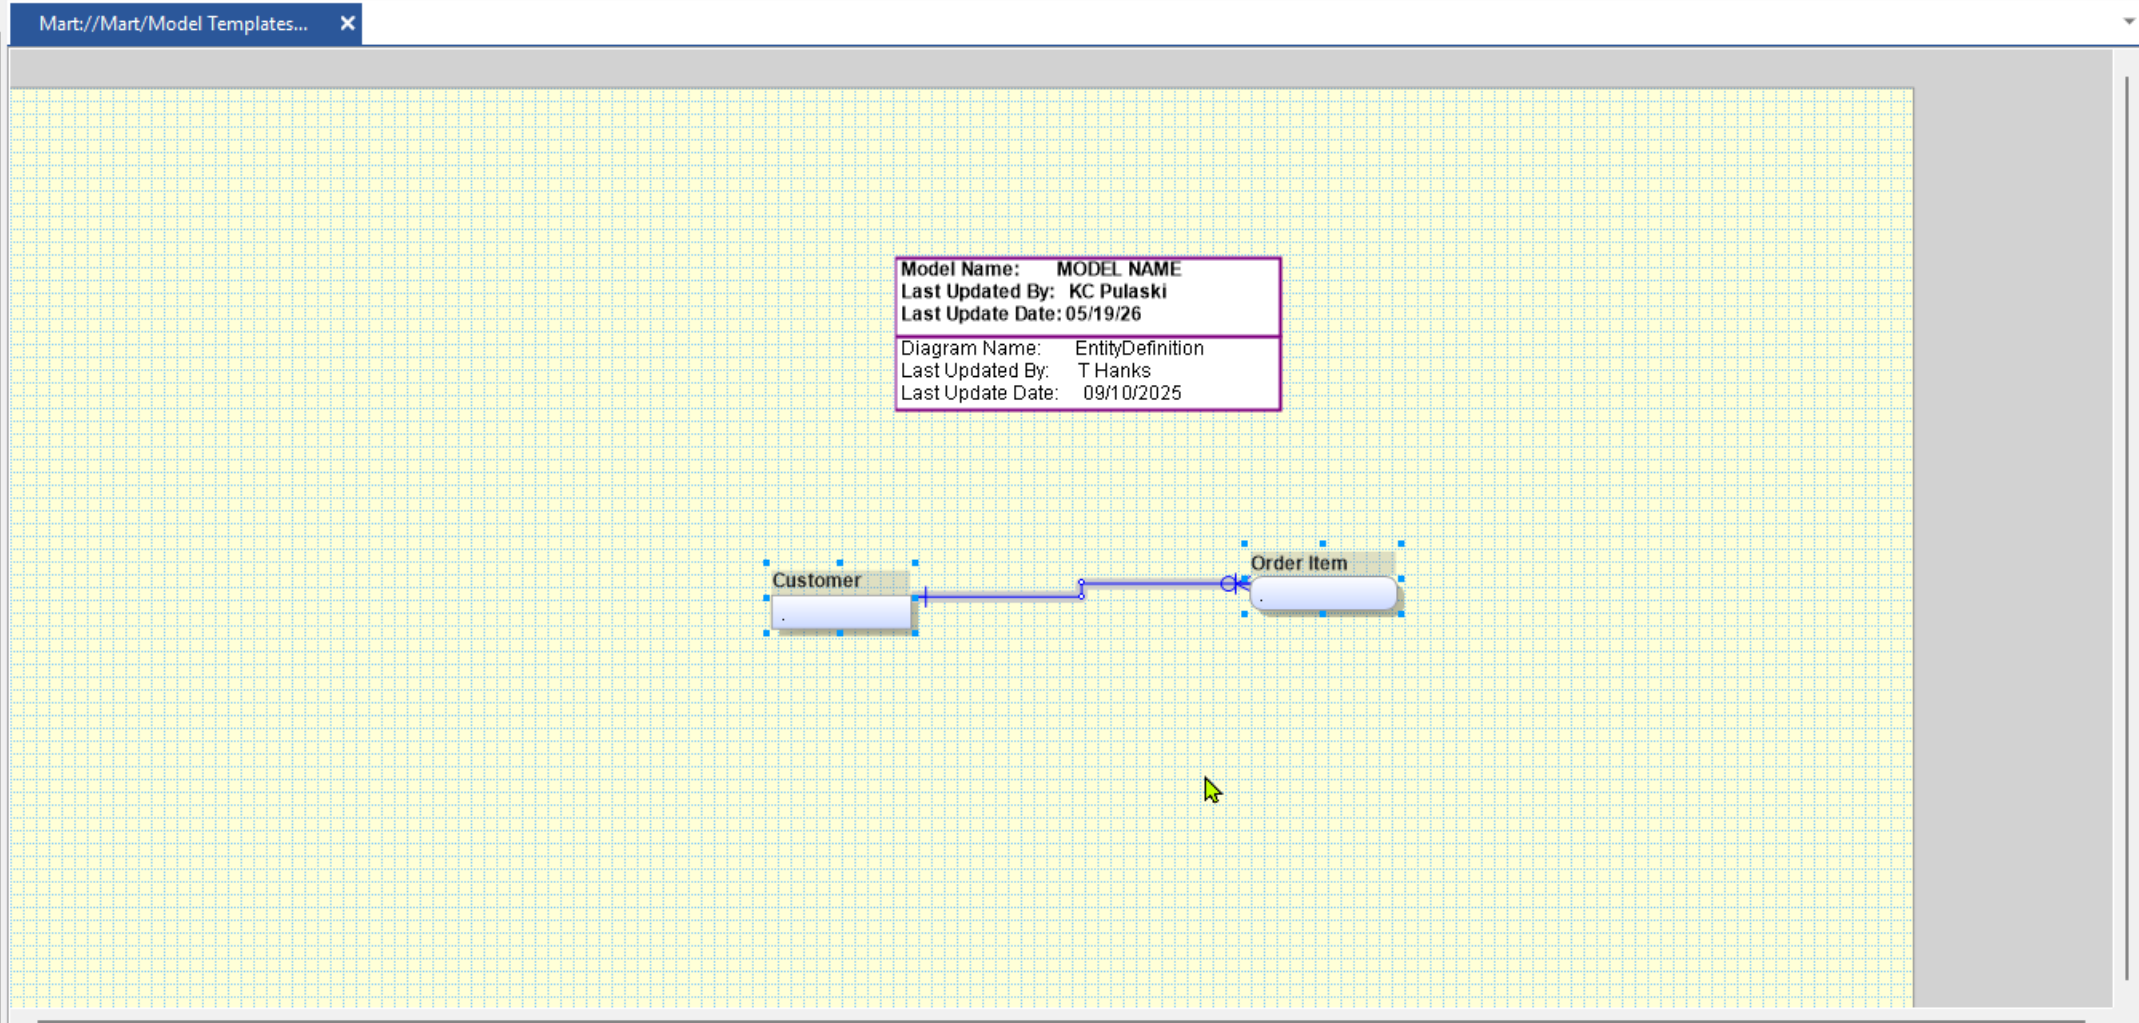 Mart://Mart/Model Templates...
Model Name: MODEL NAME
Last Updated By: KC Pulaski
Last Update Date: 05/19/26
Diagram Name: EntityDefinition
Last Updated By: T Hanks
Last Update Date: 09/10/2025
Order Item
.
Customer
.